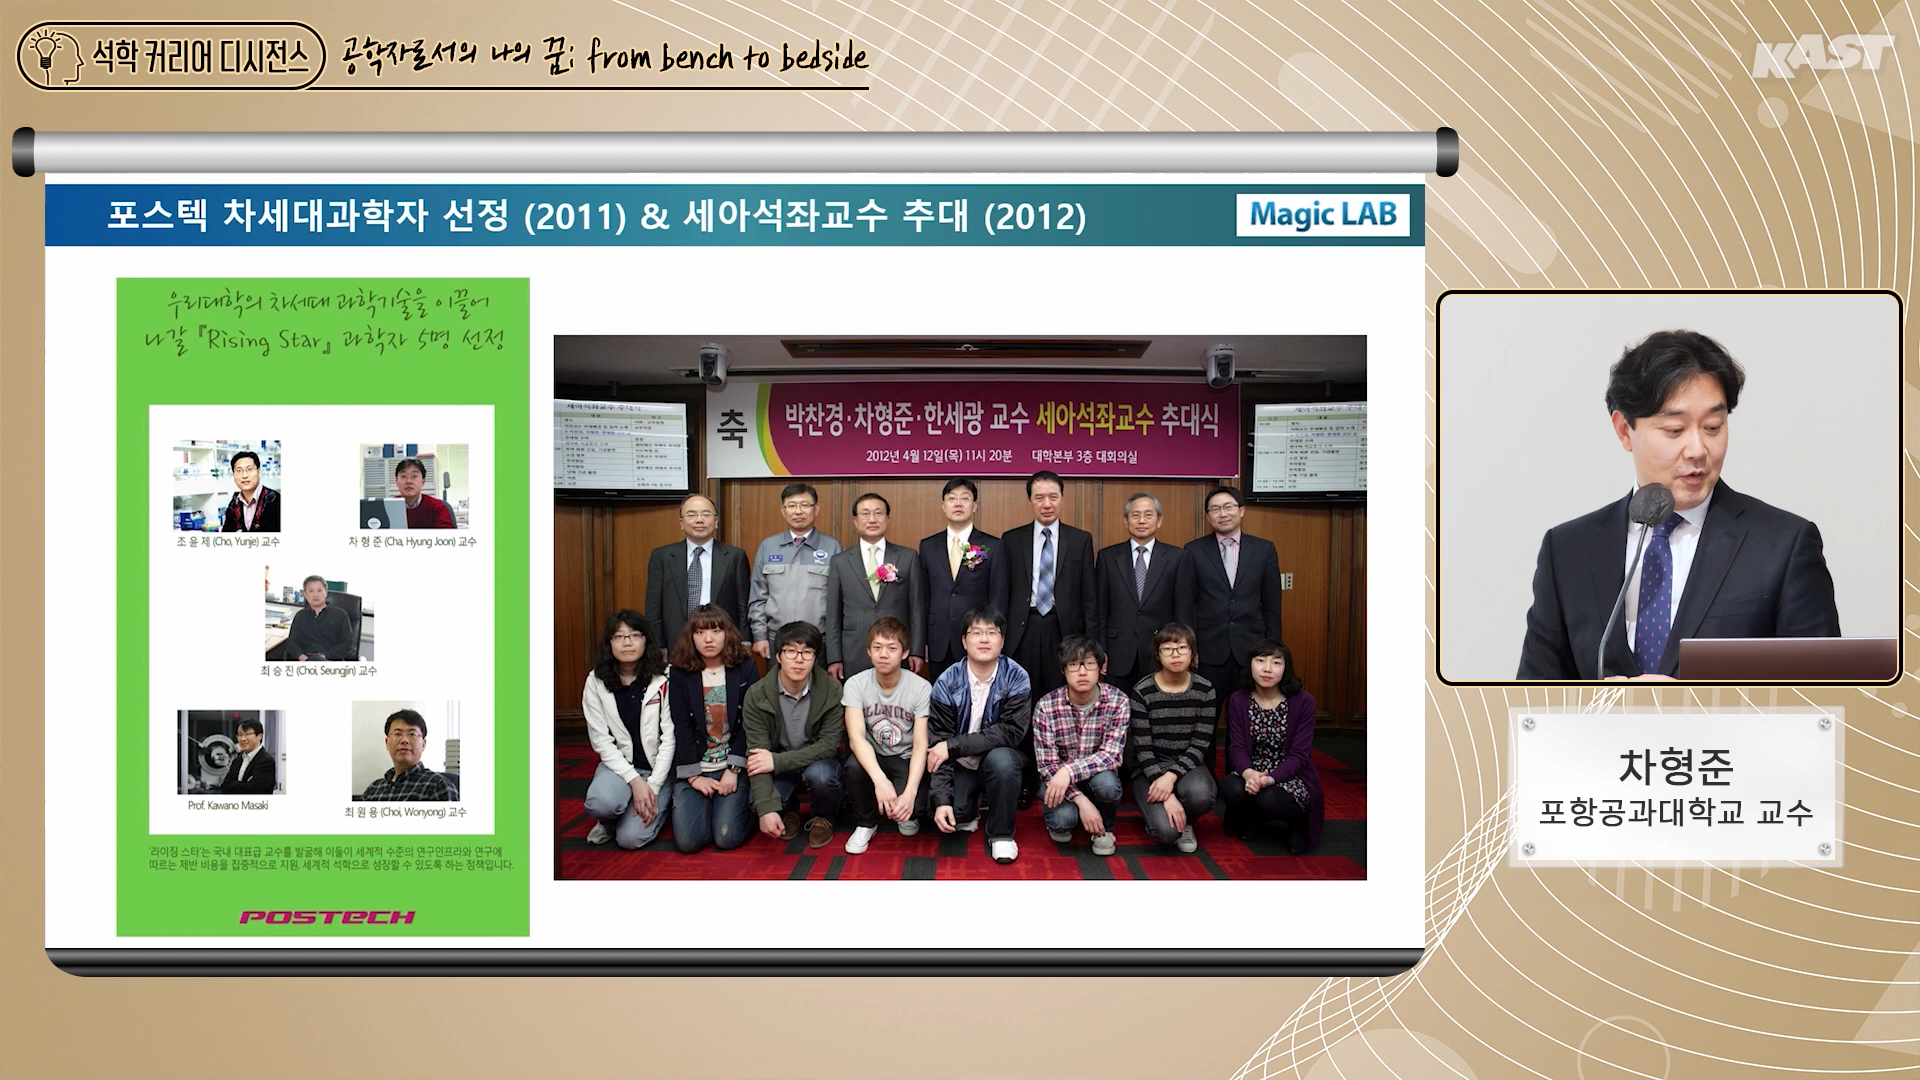 석학 커리어 디시전스
공학자로서의 나의 꿈; from bench to bedside
KAST
포스텍 차세대과학자 선정 (2011) & 세아석좌교수 추대 (2012)
Magic LAB
우리대학의 차세대 과학기술을 이끌어
나갈 『Rising Star』 과학자 5명 선정
조 윤 제 (Cho, Yunje) 교수
차 형 준 (Cha, Hyung Joon) 교수
최 승 진 (Choi, Seungjin) 교수
Prof. Kawano Masaki
최 원 용 (Choi, Wonyong) 교수
'라이징 스타'는 국내 대표급 교수를 발굴해 이들이 세계적 수준의 연구인프라와 연구에
따르는 제반 비용을 집중적으로 지원, 세계적 석학으로 성장할 수 있도록 하는 정책입니다.
POSTECH
축
박찬경·차형준·한세광 교수 세아석좌교수 추대식
2012년 4월 12일(목) 11시 20분 대학본부 3층 대회의실
ILLINOIS
차형준
포항공과대학교 교수